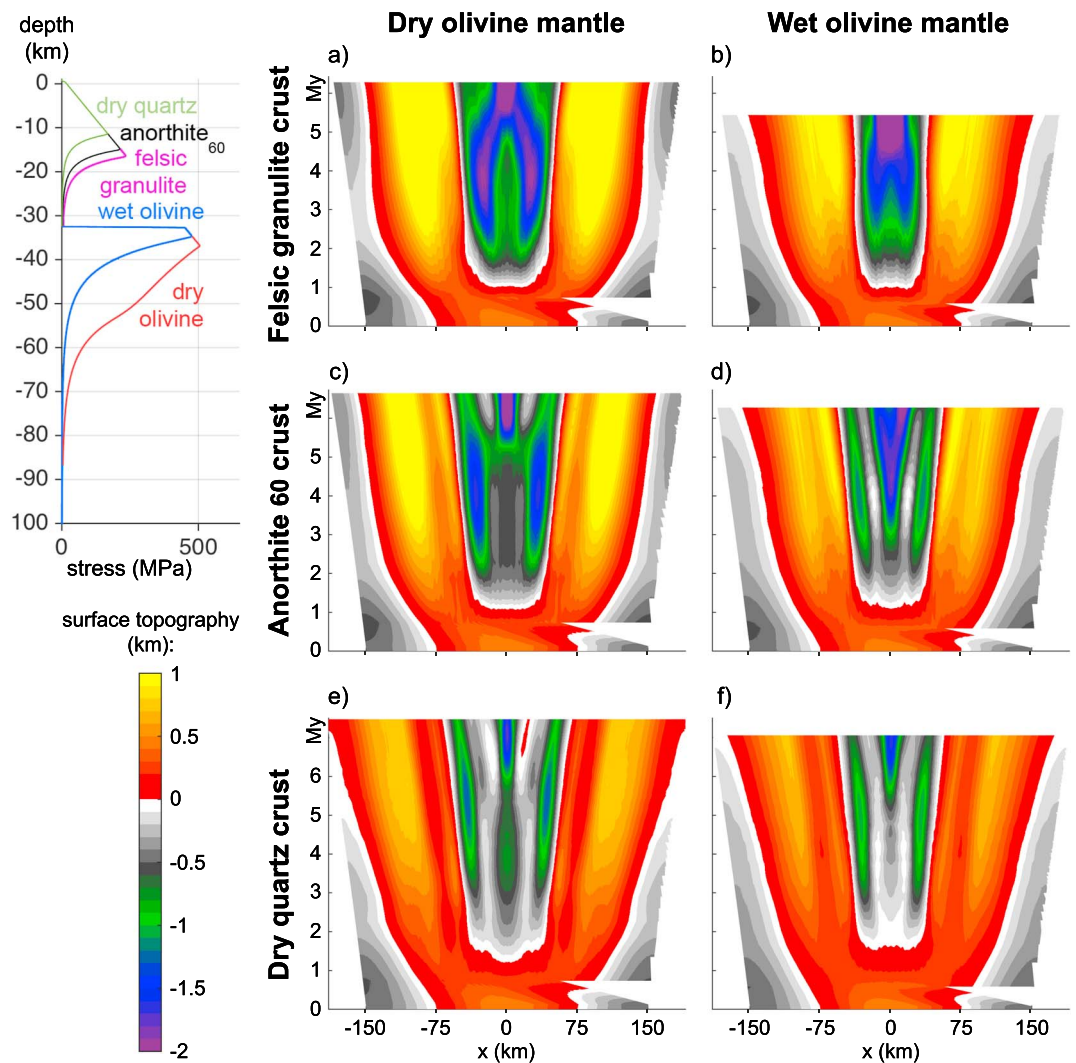 depth
(km)
0
-10
-20
-30
-40
-50
-60
-70
-80
-90
100
0
500
stress (MPa)
dry quartz
anorthite
60
felsic
granulite
wet olivine
dry
olivine
surface topography
(km):
1
0.5
0
-0.5
-1
-1.5
-2
Dry olivine mantle
Wet olivine mantle
Felsic granulite crust
a)
My
5
4
3
2
1
0
b)
Anorthite 60 crust
c)
My
5
4
3
2
1
0
d)
Dry quartz crust
e)
My
6
5
4
3
2
1
0
-150
-75
0
75
150
x (km)
f)
-150
-75
0
75
150
x (km)